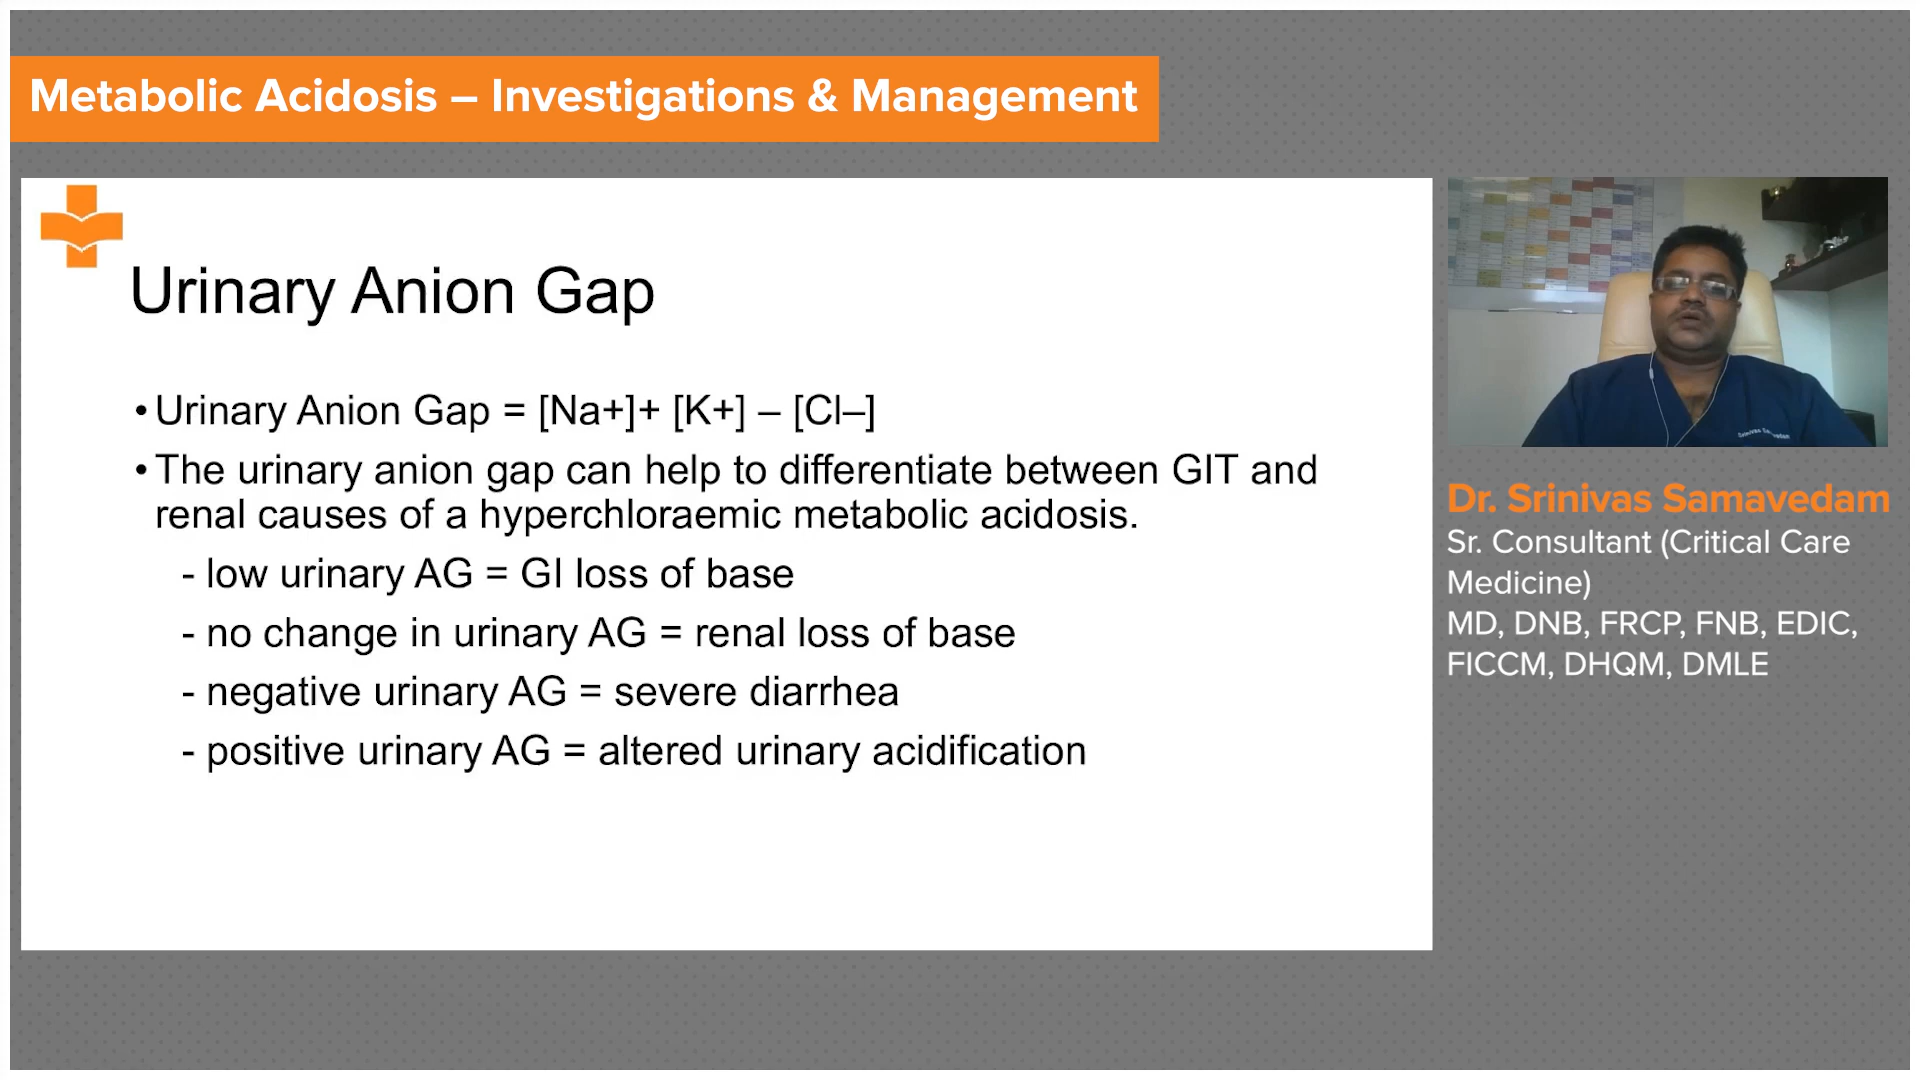 Metabolic Acidosis – Investigations & Management
Urinary Anion Gap
•Urinary Anion Gap = [Na+]+ [K+] – [Cl–]
•The urinary anion gap can help to differentiate between GIT and
renal causes of a hyperchloraemic metabolic acidosis.
- low urinary AG = GI loss of base
- no change in urinary AG = renal loss of base
- negative urinary AG = severe diarrhea
- positive urinary AG = altered urinary acidification
Dr. Srinivas Samavedam
Sr. Consultant (Critical Care
Medicine)
MD, DNB, FRCP, FNB, EDIC,
FICCM, DHQM, DMLE